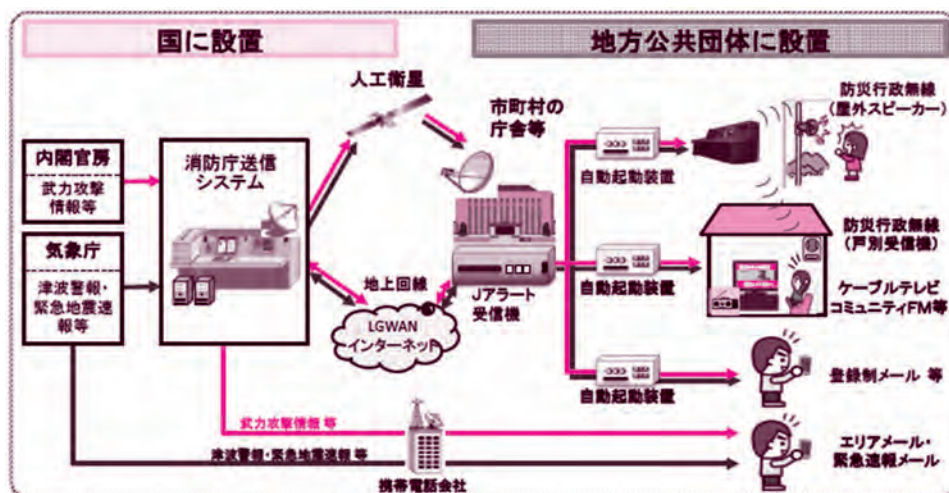 国に設置
地方公共団体に設置
人工衛星
市町村の
庁舎等
防災行政無線
(屋外スピーカー)
内閣官房
武力攻撃
情報等
消防庁送信
システム
自動起動装置
気象庁
津波警報・
緊急地震速
報等
地上回線
LGWAN
インターネット
Jアラート
受信機
自動起動装置
防災行政無線
(戸別受信機)
ケーブルテレビ
コミュニティFM等
自動起動装置
登録制メール 等
武力攻撃情報 等
津波警報・緊急地震速報 等
携帯電話会社
エリアメール・
緊急速報メール